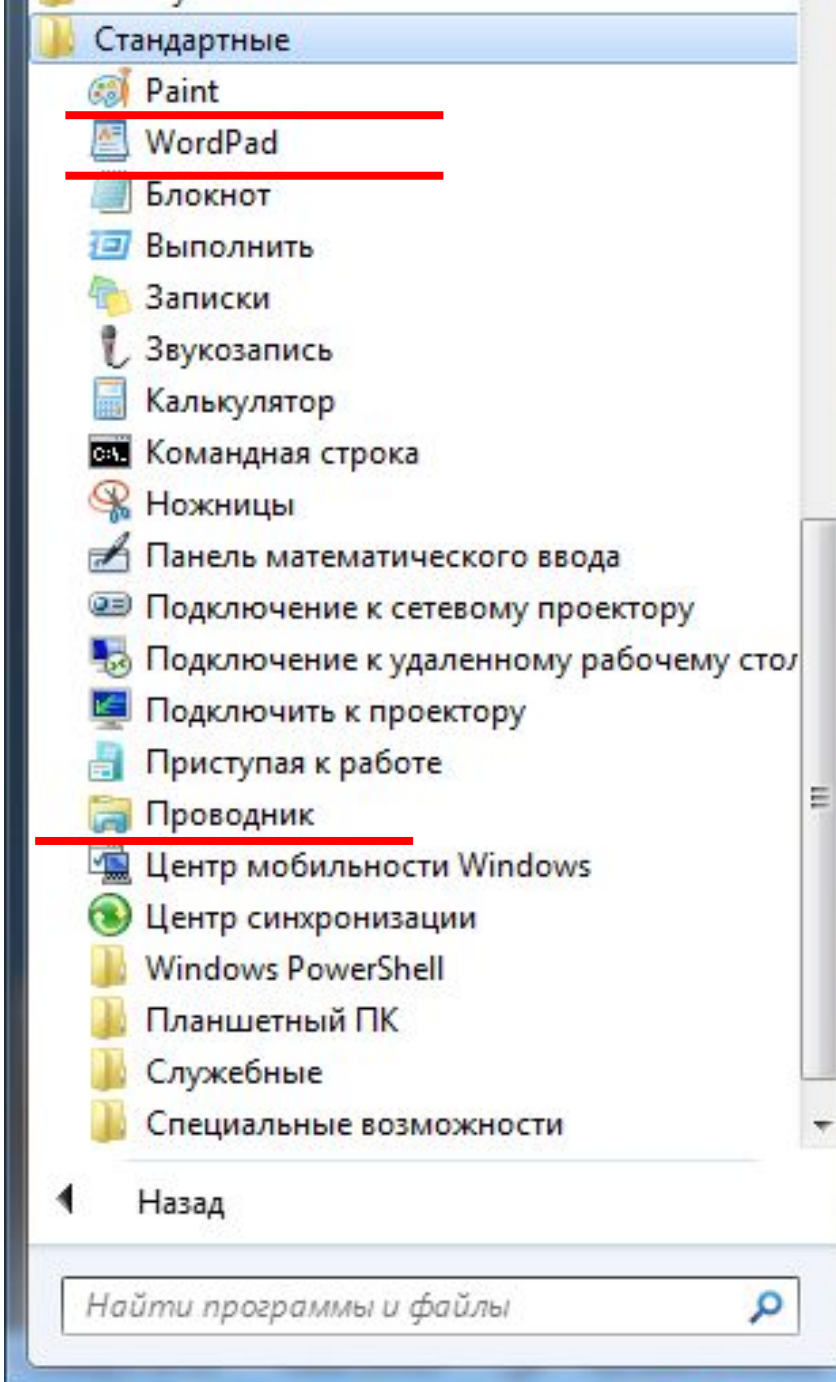 Стандартные
Paint
WordPad
Блокнот
Выполнить
Записки
Звукозапись
Калькулятор
Командная строка
Ножницы
Панель математического ввода
Подключение к сетевому проектору
Подключение к удаленному рабочему стол
Подключить к проектору
Приступая к работе
Проводник
Центр мобильности Windows
Центр синхронизации
Windows PowerShell
Планшетный ПК
Служебные
Специальные возможности
Назад
Найти программы и файлы